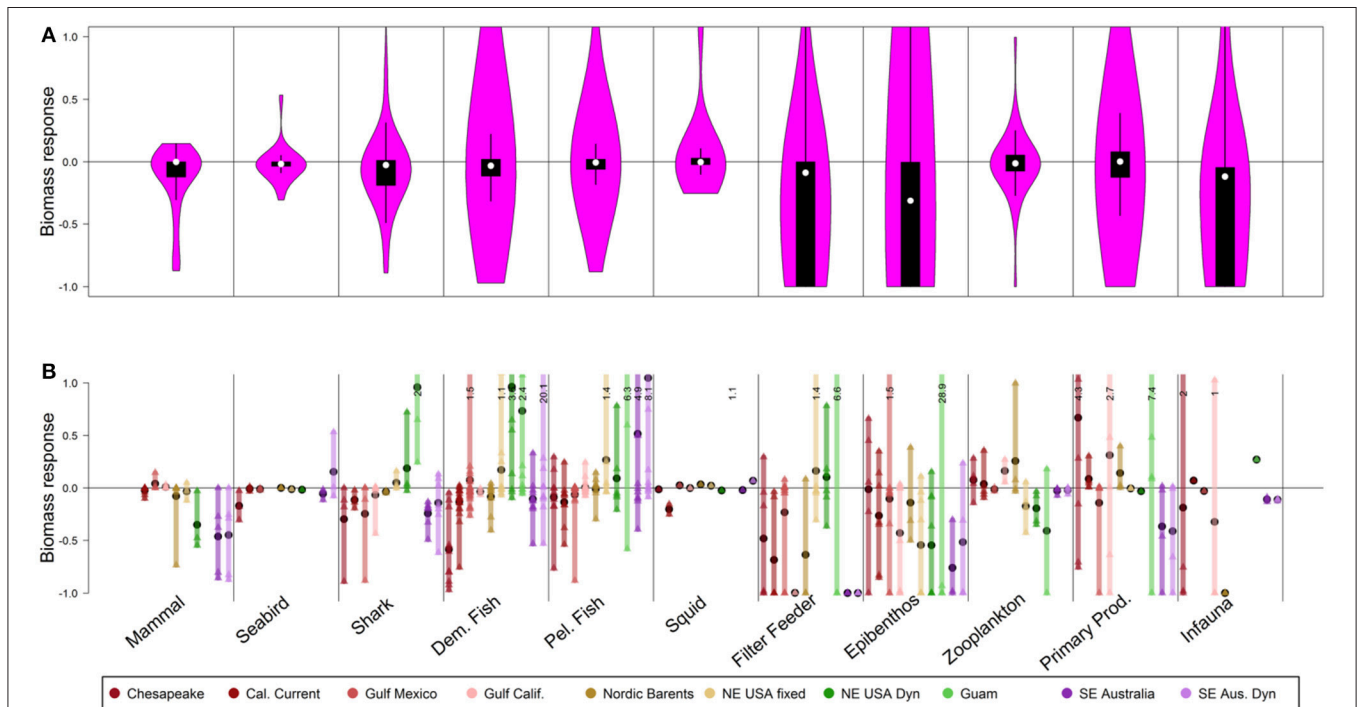 A
Biomass response
1.0
0.5
0.0
-0.5
-1.0
B
Biomass response
1.0
0.5
0.0
-0.5
-1.0
2
1.5
1.1
2.4
20.1
1.4
6.3
4.9
8.1
1.1
1.4
6.6
1.5
28.9
4.3
2.7
7.4
2
1
Mammal
Seabird
Shark
Dem. Fish
Pel. Fish
Squid
Filter Feeder
Epibenthos
Zooplankton
Primary Prod.
Infauna
Chesapeake Cal. Current Gulf Mexico Gulf Calif. Nordic Barents NE USA fixed NE USA Dyn Guam SE Australia SE Aus. Dyn